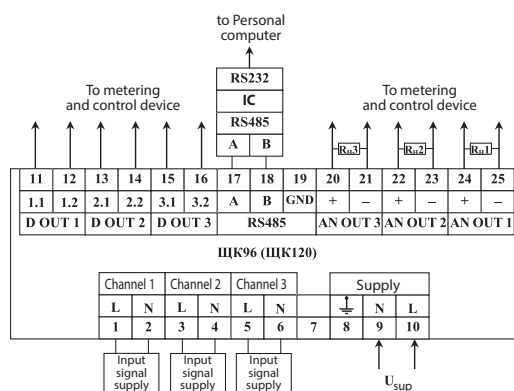 to Personal
computer
RS232
IC
RS485
A B
To metering
and control device
To metering
and control device
Rн3 Rн2 Rн1
11 12 13 14 15 16 17 18 19 20 21 22 23 24 25
1.1 1.2 2.1 2.2 3.1 3.2 A B GND + – + – + –
D OUT 1 D OUT 2 D OUT 3 RS485 AN OUT 3 AN OUT 2 AN OUT 1
ЩК96 (ЩК120)
Channel 1 Channel 2 Channel 3 Supply
L N L N L N N L
1 2 3 4 5 6 7 8 9 10
Input
signal
supply
Input
signal
supply
Input
signal
supply
Usup